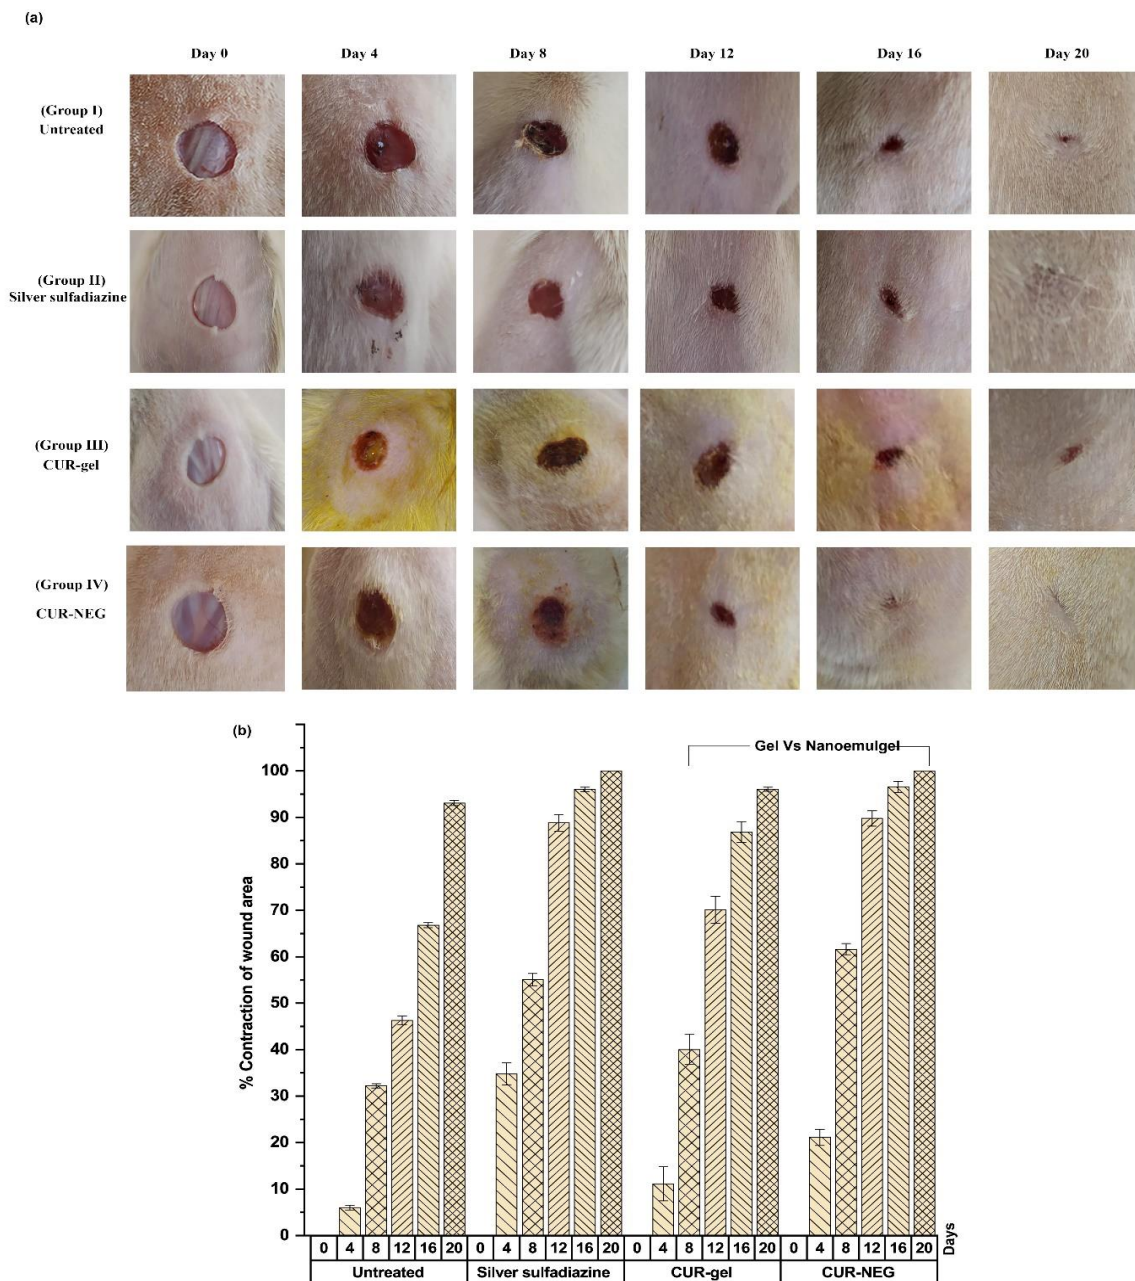 (a)
Day 0 Day 4 Day 8 Day 12 Day 16 Day 20
(Group I)
Untreated
(Group II)
Silver sulfadiazine
(Group III)
CUR-gel
(Group IV)
CUR-NEG
(b)
Gel Vs Nanoemulgel
% Contraction of wound area
100
90
80
70
60
50
40
30
20
10
0
0 4 8 12 16 20 0 4 8 12 16 20 0 4 8 12 16 20 0 4 8 12 16 20
Days
Untreated Silver sulfadiazine CUR-gel CUR-NEG